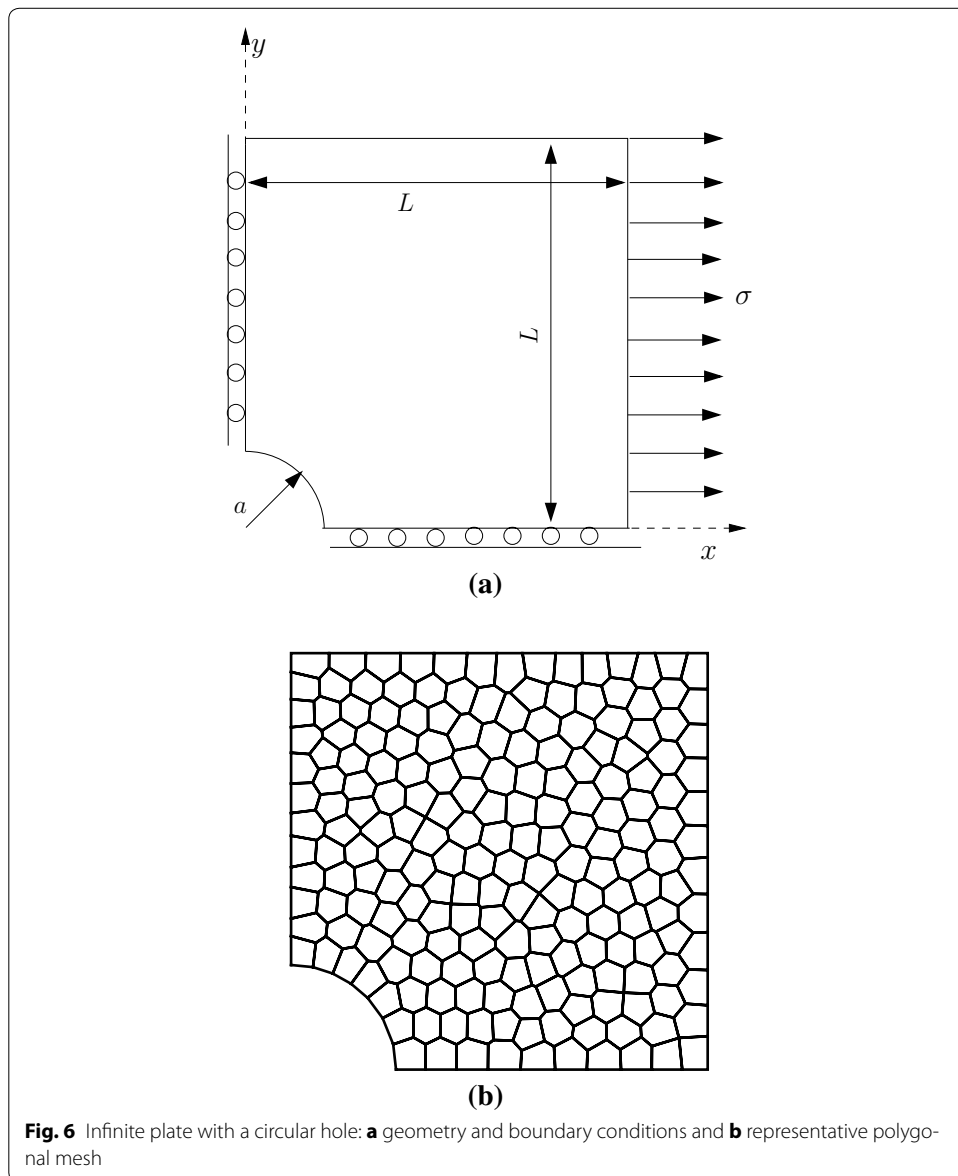 y
L
L
σ
a
x
(a)
(b)
Fig. 6 Infinite plate with a circular hole: a geometry and boundary conditions and b representative polygo-
nal mesh